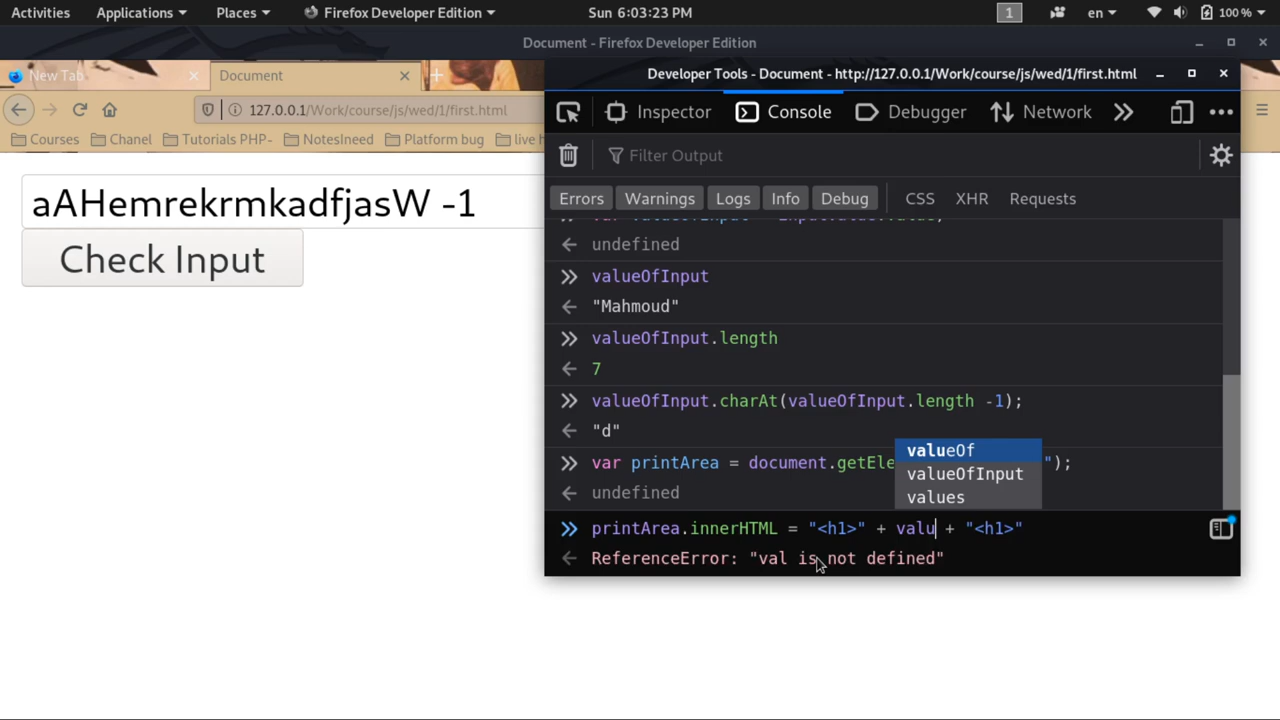 Activities Applications Places Firefox Developer Edition Sun 6:03:23 PM 1 en 100 %
Document - Firefox Developer Edition
New Tab Document
Developer Tools - Document - http://127.0.0.1/Work/course/js/wed/1/first.html
127.0.0.1/Work/course/js/wed/1/first.html
Inspector Console Debugger Network
Courses Chanel Tutorials PHP- NotesIneed Platform bug live h
Filter Output
aAHemrekrmkadfjasW -1
Errors Warnings Logs Info Debug CSS XHR Requests
Check Input
undefined
valueOfInput
"Mahmoud"
valueOfInput.length
7
valueOfInput.charAt(valueOfInput.length -1);
"d"
valueOf
var printArea = document.getEle ");
valueOfInput
undefined
values
printArea.innerHTML = "<h1>" + valu + "<h1>"
ReferenceError: "val is not defined"